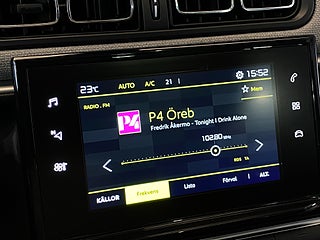 23°C AUTO A/C 21 15:52
RADIO . FM Mem
P4 P4 Öreb
Fredrik Åkermo - Tonight I Drink Alone
102.80 MHz
RDS TA
KÄLLOR Frekvens Lista Förval ALT.